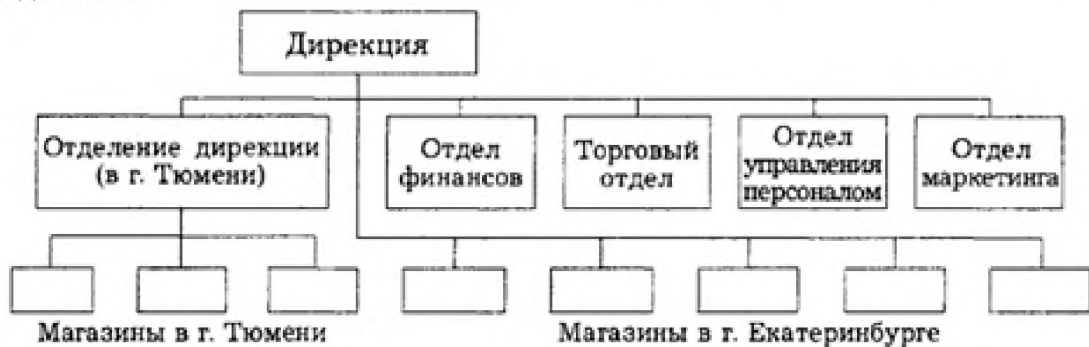 Дирекция
Отделение дирекции
(в г. Тюмени)
Отдел
финансов
Торговый
отдел
Отдел
управления
персоналом
Отдел
маркетинга
Магазины в г. Тюмени
Магазины в г. Екатеринбурге